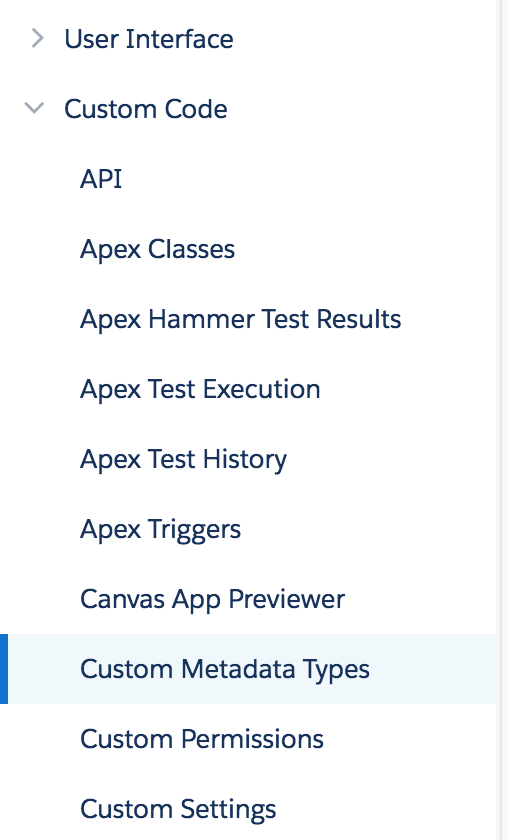 User Interface
Custom Code
API
Apex Classes
Apex Hammer Test Results
Apex Test Execution
Apex Test History
Apex Triggers
Canvas App Previewer
Custom Metadata Types
Custom Permissions
Custom Settings